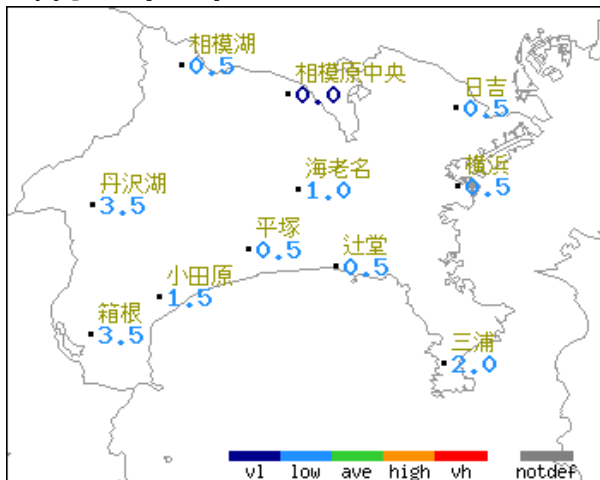 相模湖
0.5
相模原中央
0.0
日吉
0.5
丹沢湖
3.5
海老名
1.0
横浜
0.5
平塚
0.5
辻堂
0.5
小田原
1.5
箱根
3.5
三浦
2.0
vl low ave high vh notdef